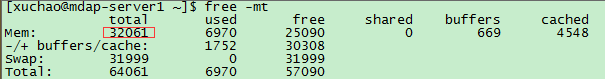 [xuchao@mdap-server1 ~]$ free -mt
total used free shared buffers cached
Mem: 32061 6970 25090 0 669 4548
-/+ buffers/cache: 1752 30308
Swap: 31999 0 31999
Total: 64061 6970 57090